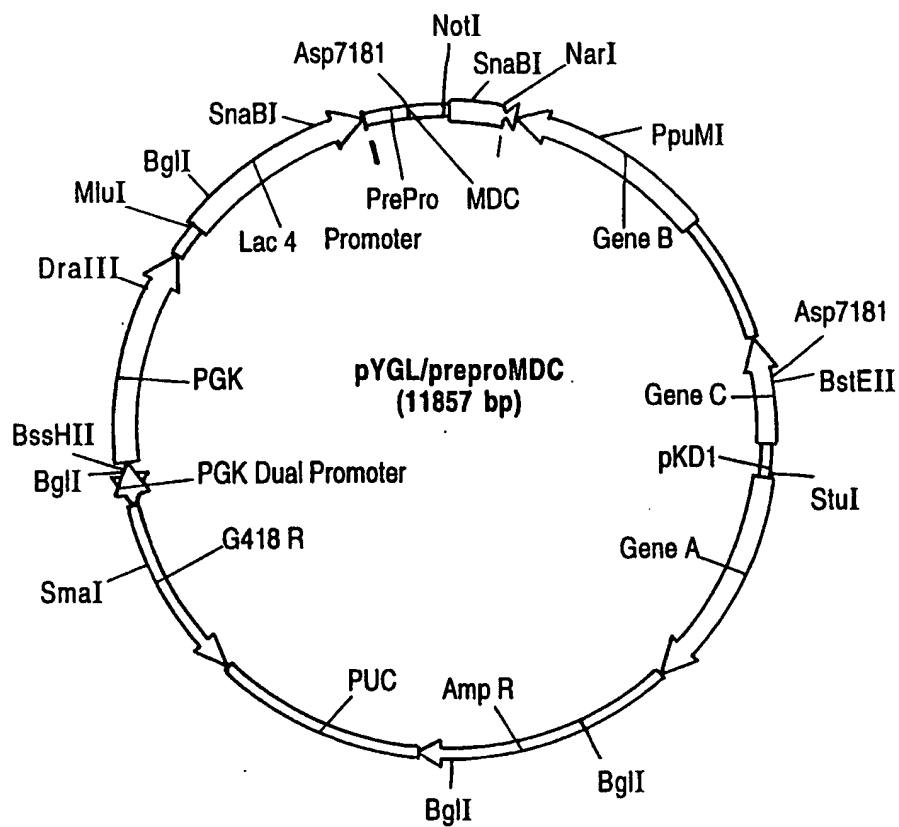 NotI
Asp7181
SnaBI
NarI
SnaBI
PpuMI
BglI
MluI
PrePro
MDC
Lac 4
Promoter
Gene B
DraIII
Asp7181
pYGL/preproMDC
(11857 bp)
PGK
Gene C
BstEII
BssHII
pKD1
BglI
PGK Dual Promoter
StuI
G418 R
Gene A
SmaI
PUC
Amp R
BglI
BglI